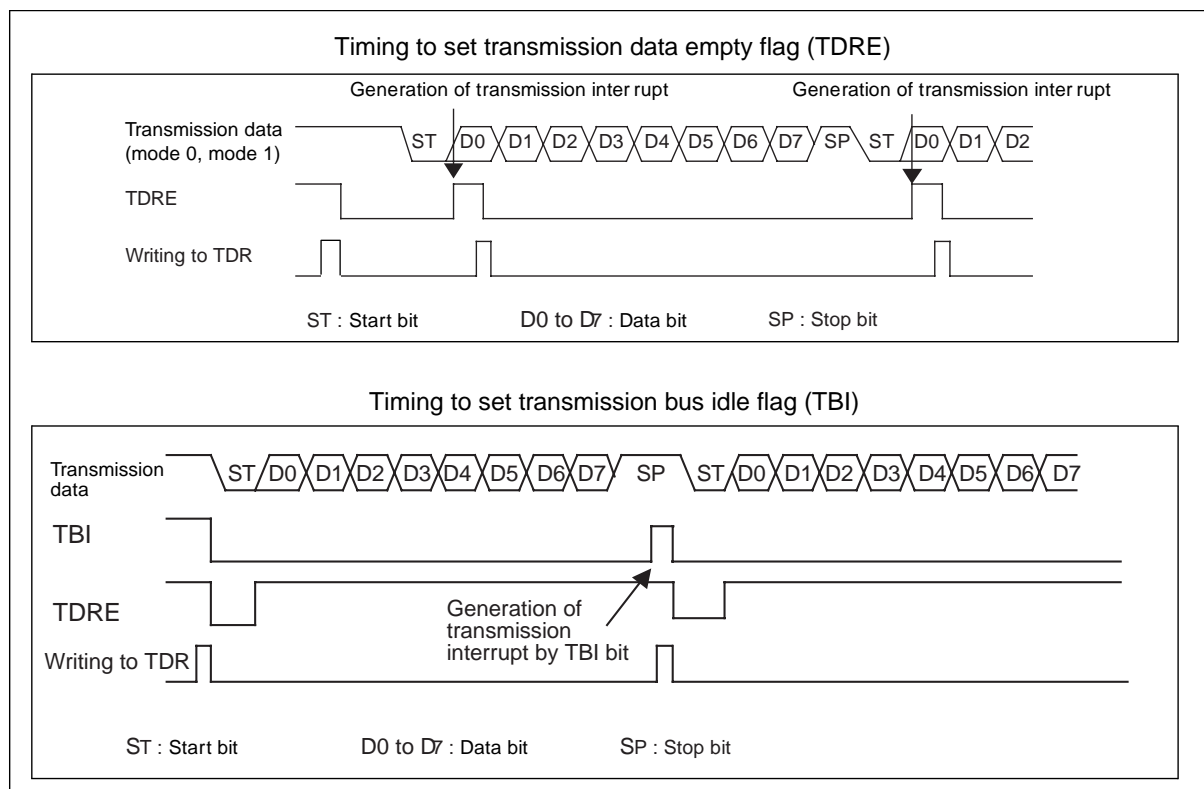 Timing to set transmission data empty flag (TDRE)
Generation of transmission inter rupt Generation of transmission inter rupt
Transmission data
(mode 0, mode 1)
ST D0 D1 D2 D3 D4 D5 D6 D7 SP ST D0 D1 D2
TDRE
Writing to TDR
ST : Start bit D0 to D7 : Data bit SP : Stop bit
Timing to set transmission bus idle flag (TBI)
Transmission
data
ST D0 D1 D2 D3 D4 D5 D6 D7 SP ST D0 D1 D2 D3 D4 D5 D6 D7
TBI
TDRE
Generation of
transmission
interrupt by TBI bit
Writing to TDR
ST : Start bit D0 to D7 : Data bit SP : Stop bit